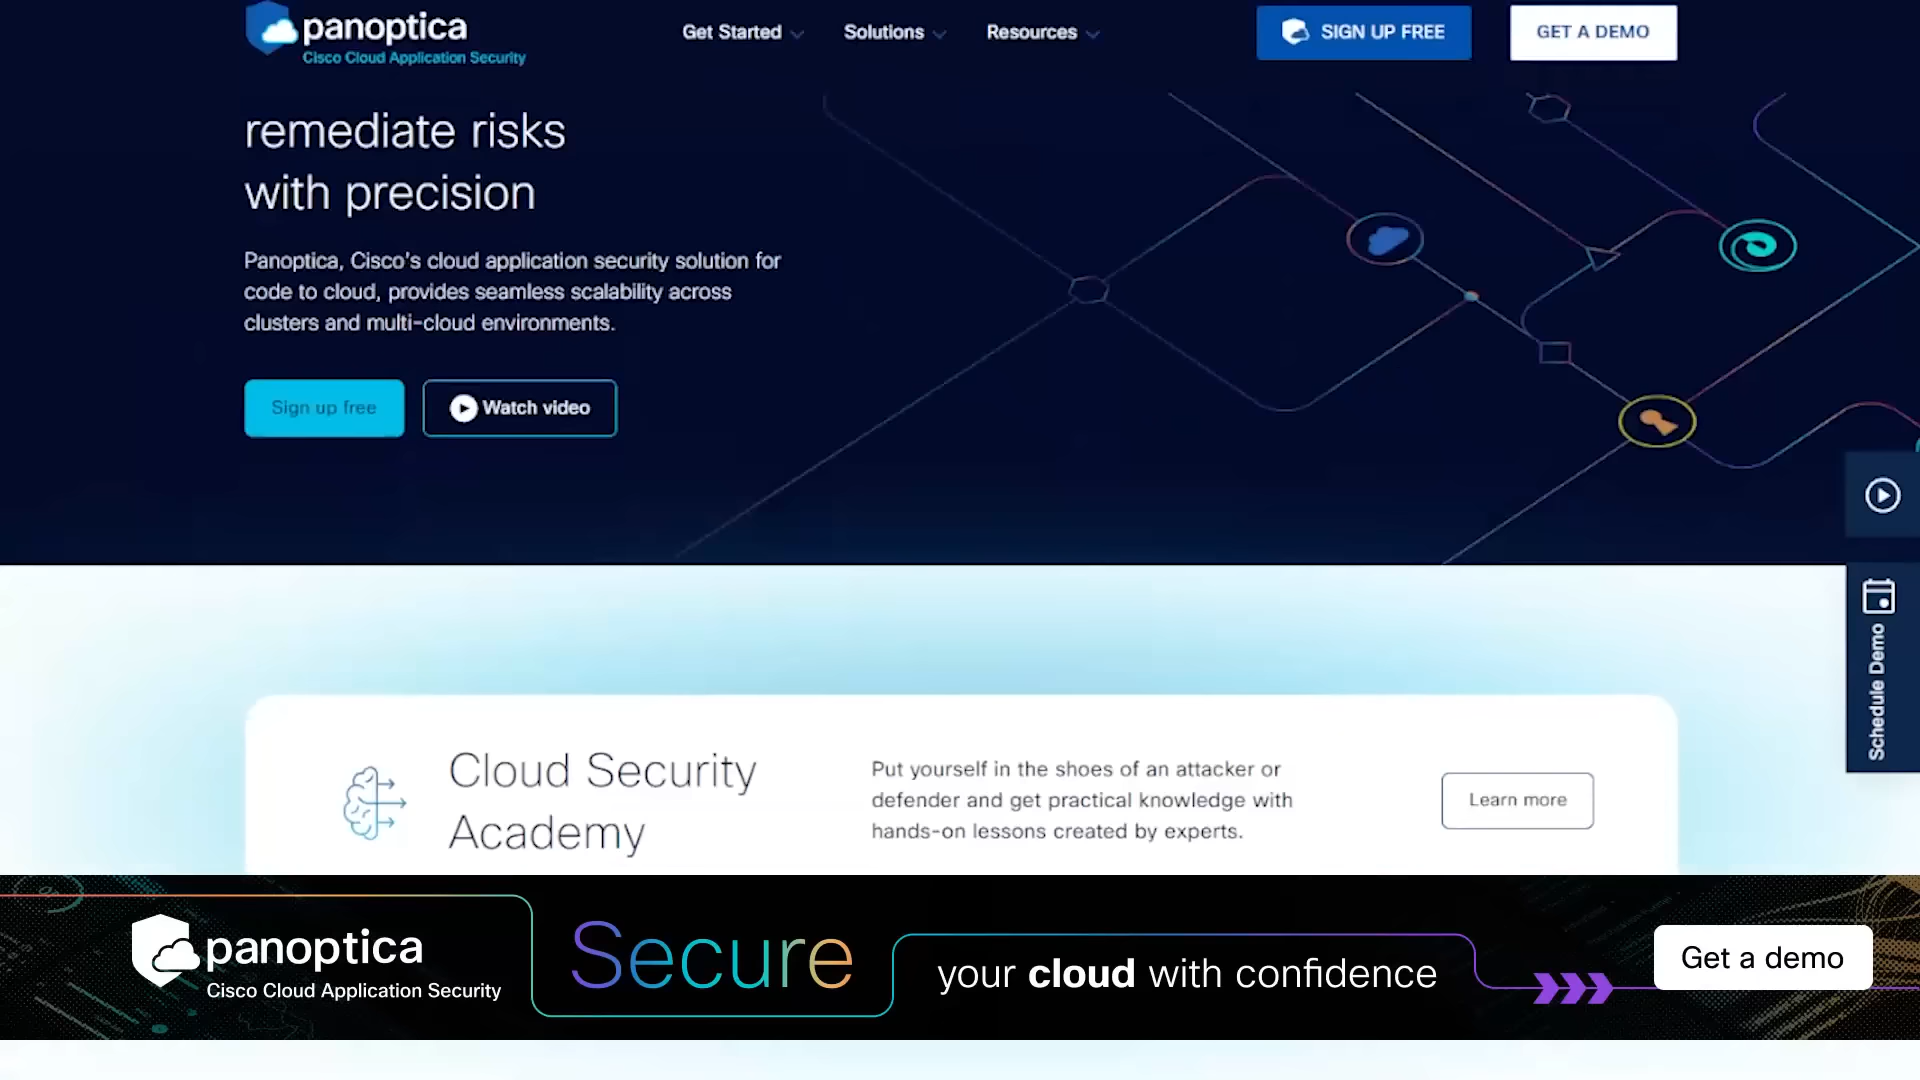 panoptica
Cisco Cloud Application Security
Get Started
Solutions
Resources
SIGN UP FREE
GET A DEMO
remediate risks
with precision
Panoptica, Cisco's cloud application security solution for
code to cloud, provides seamless scalability across
clusters and multi-cloud environments.
Sign up free
Watch video
Schedule Demo
Cloud Security
Academy
Put yourself in the shoes of an attacker or
defender and get practical knowledge with
hands-on lessons created by experts.
Learn more
panoptica
Cisco Cloud Application Security
Secure
your cloud with confidence
Get a demo